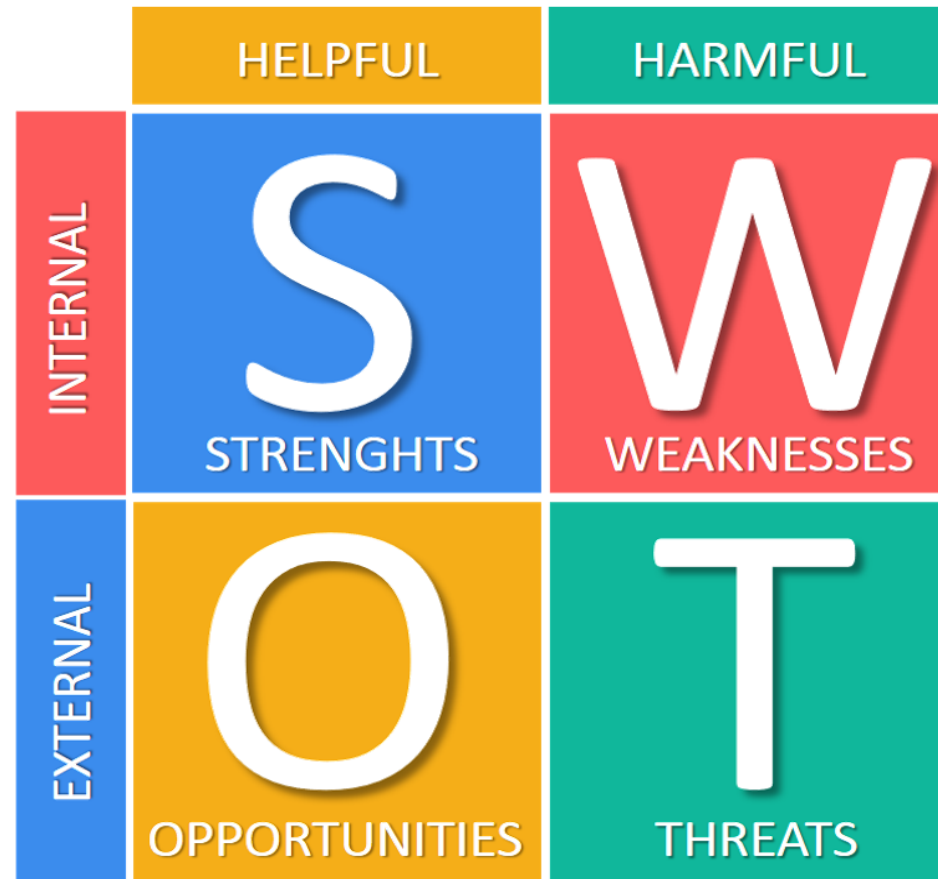 HELPFUL HARMFUL
INTERNAL
S W
STRENGHTS WEAKNESSES
EXTERNAL
O T
OPPORTUNITIES THREATS